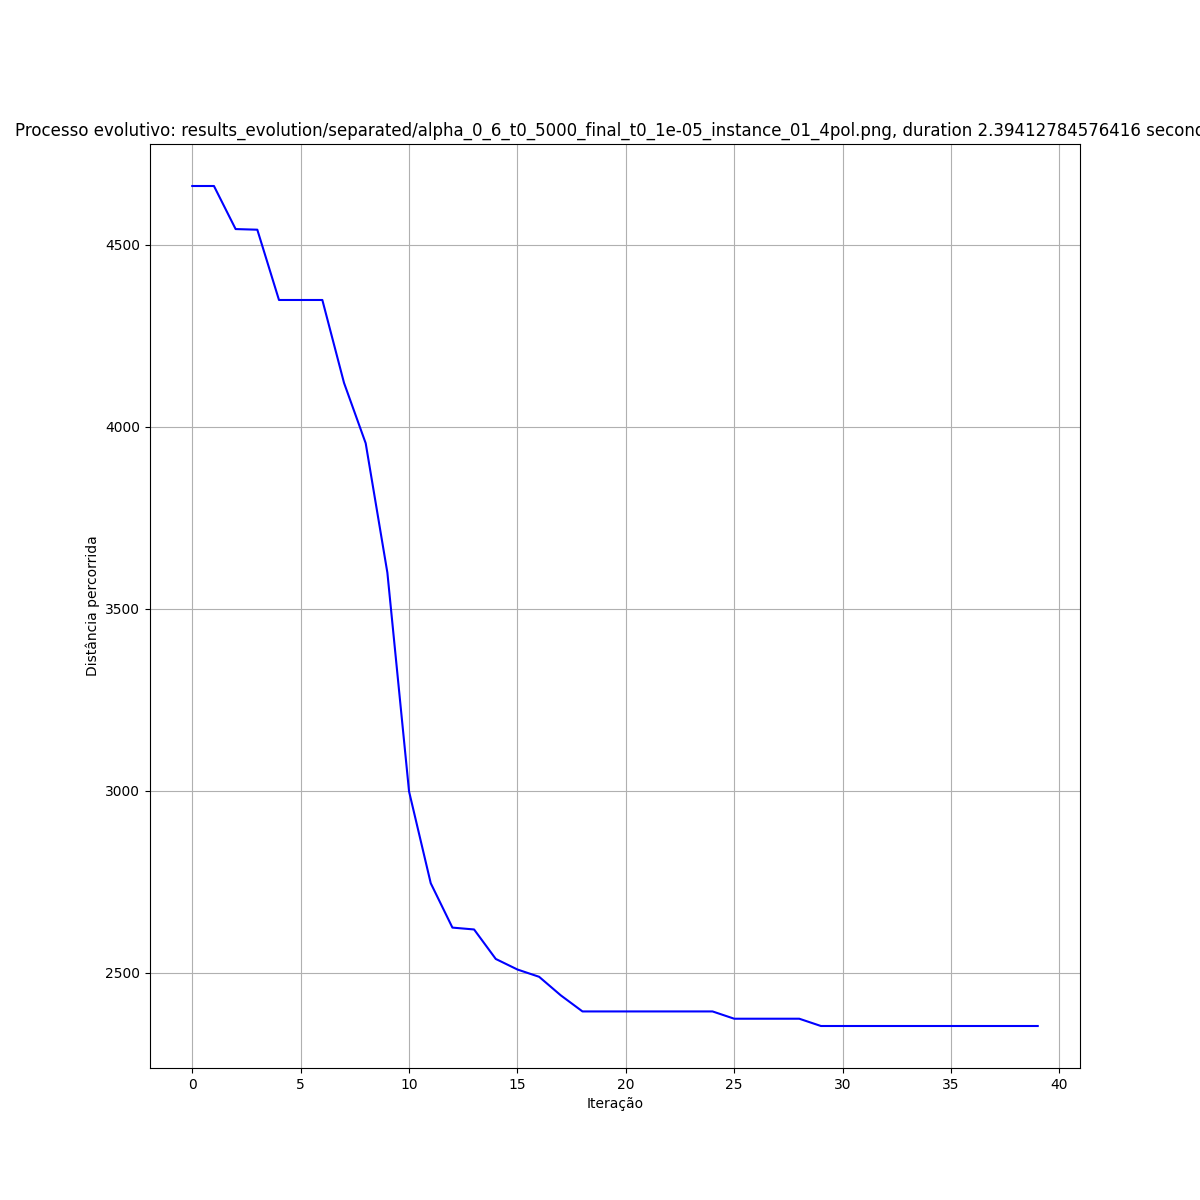 Processo evolutivo: results_evolution/separated/alpha_0_6_t0_5000_final_t0_1e-05_instance_01_4pol.png, duration 2.39412784576416 secon
Distância percorrida
4500
4000
3500
3000
2500
0 5 10 15 20 25 30 35 40
Iteração